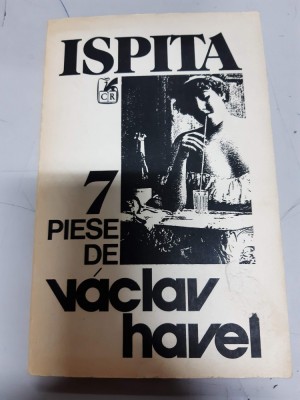 ISPITA
CR
7
PIESE
DE
václav
havel